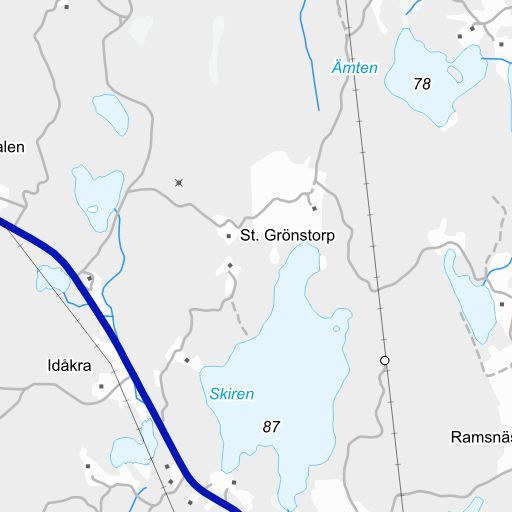 Ämten
78
alen
St. Grönstorp
Idåkra
Skiren
87
Ramsnäs